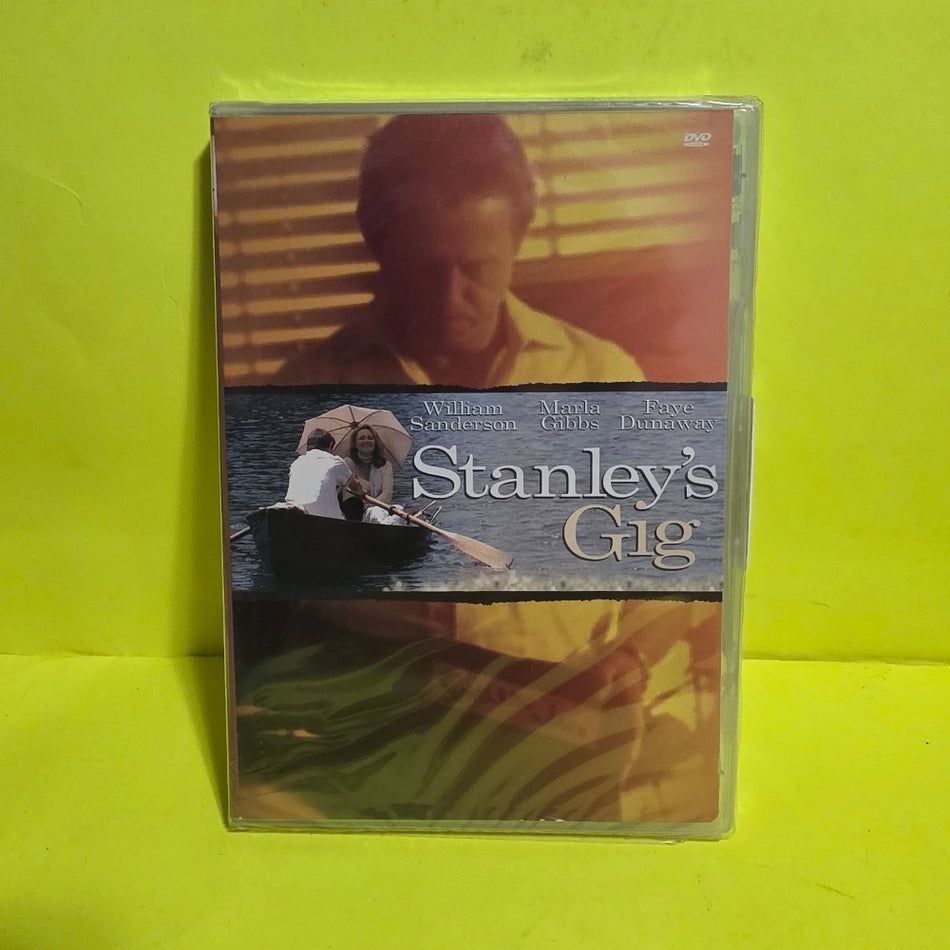 DVD
William Marla Faye
Sanderson Gibbs Dunaway
Stanley's
Gig